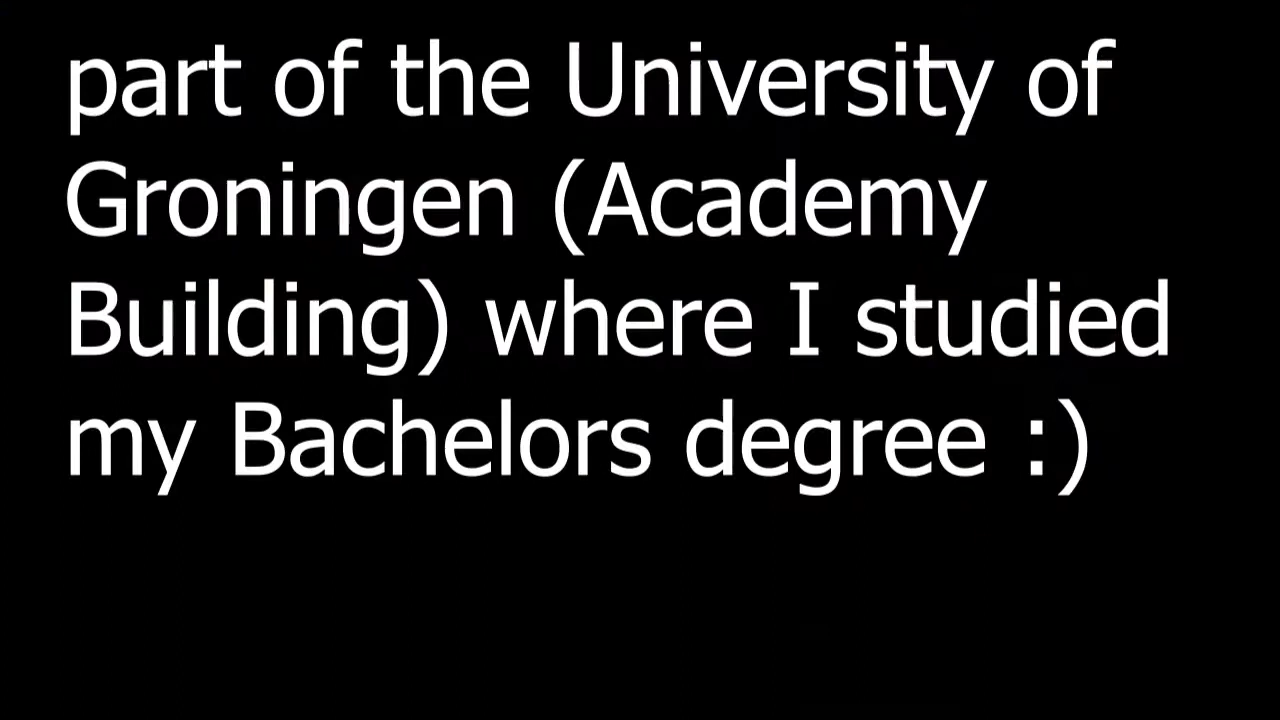 part of the University of
Groningen (Academy
Building) where I studied
my Bachelors degree :)